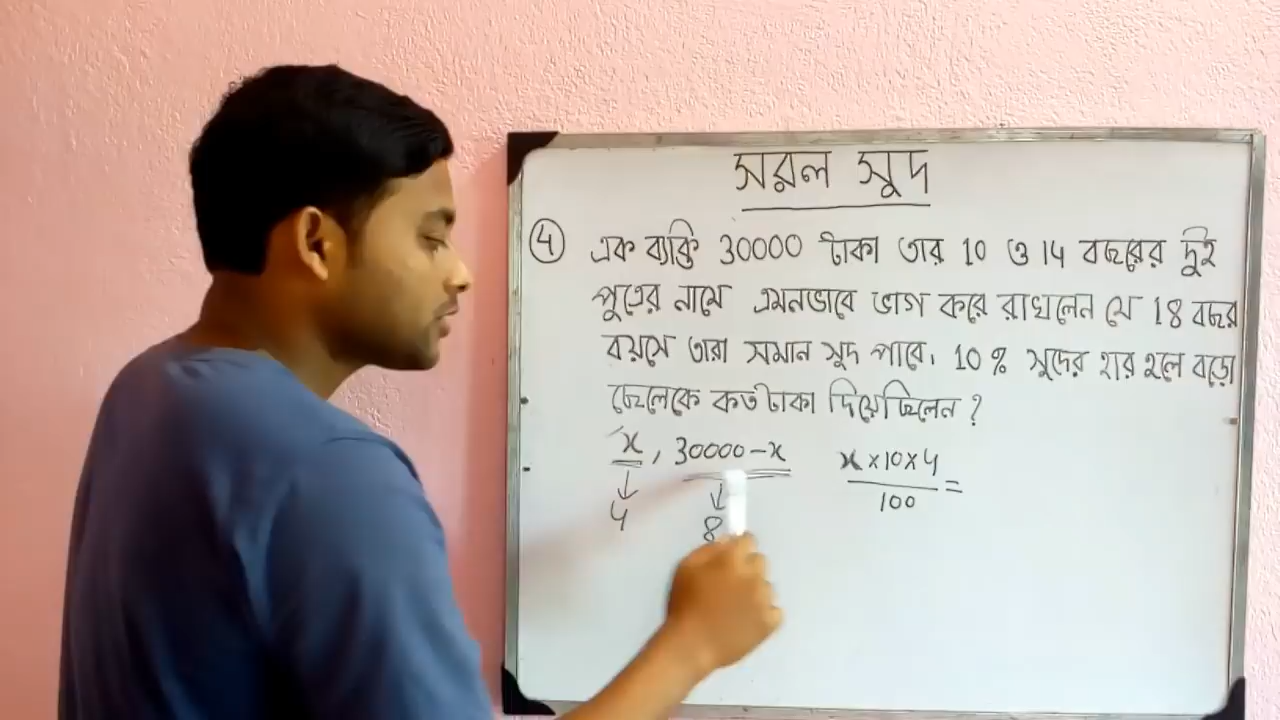 সরল সুদ
④ এক ব্যক্তি 30000 টাকা তার 10 ও 14 বছরের দুই
পুত্রের নামে এমনভাবে ভাগ করে রাখলেন যে 18 বছর
বয়সে তারা সমান সুদ পাবে। 10% সুদের হার হলে বড়ো
ছেলেকে কত টাকা দিয়েছিলেন ?
x, 30000-x
↓ ↓
4 8
x×10×4/100 =